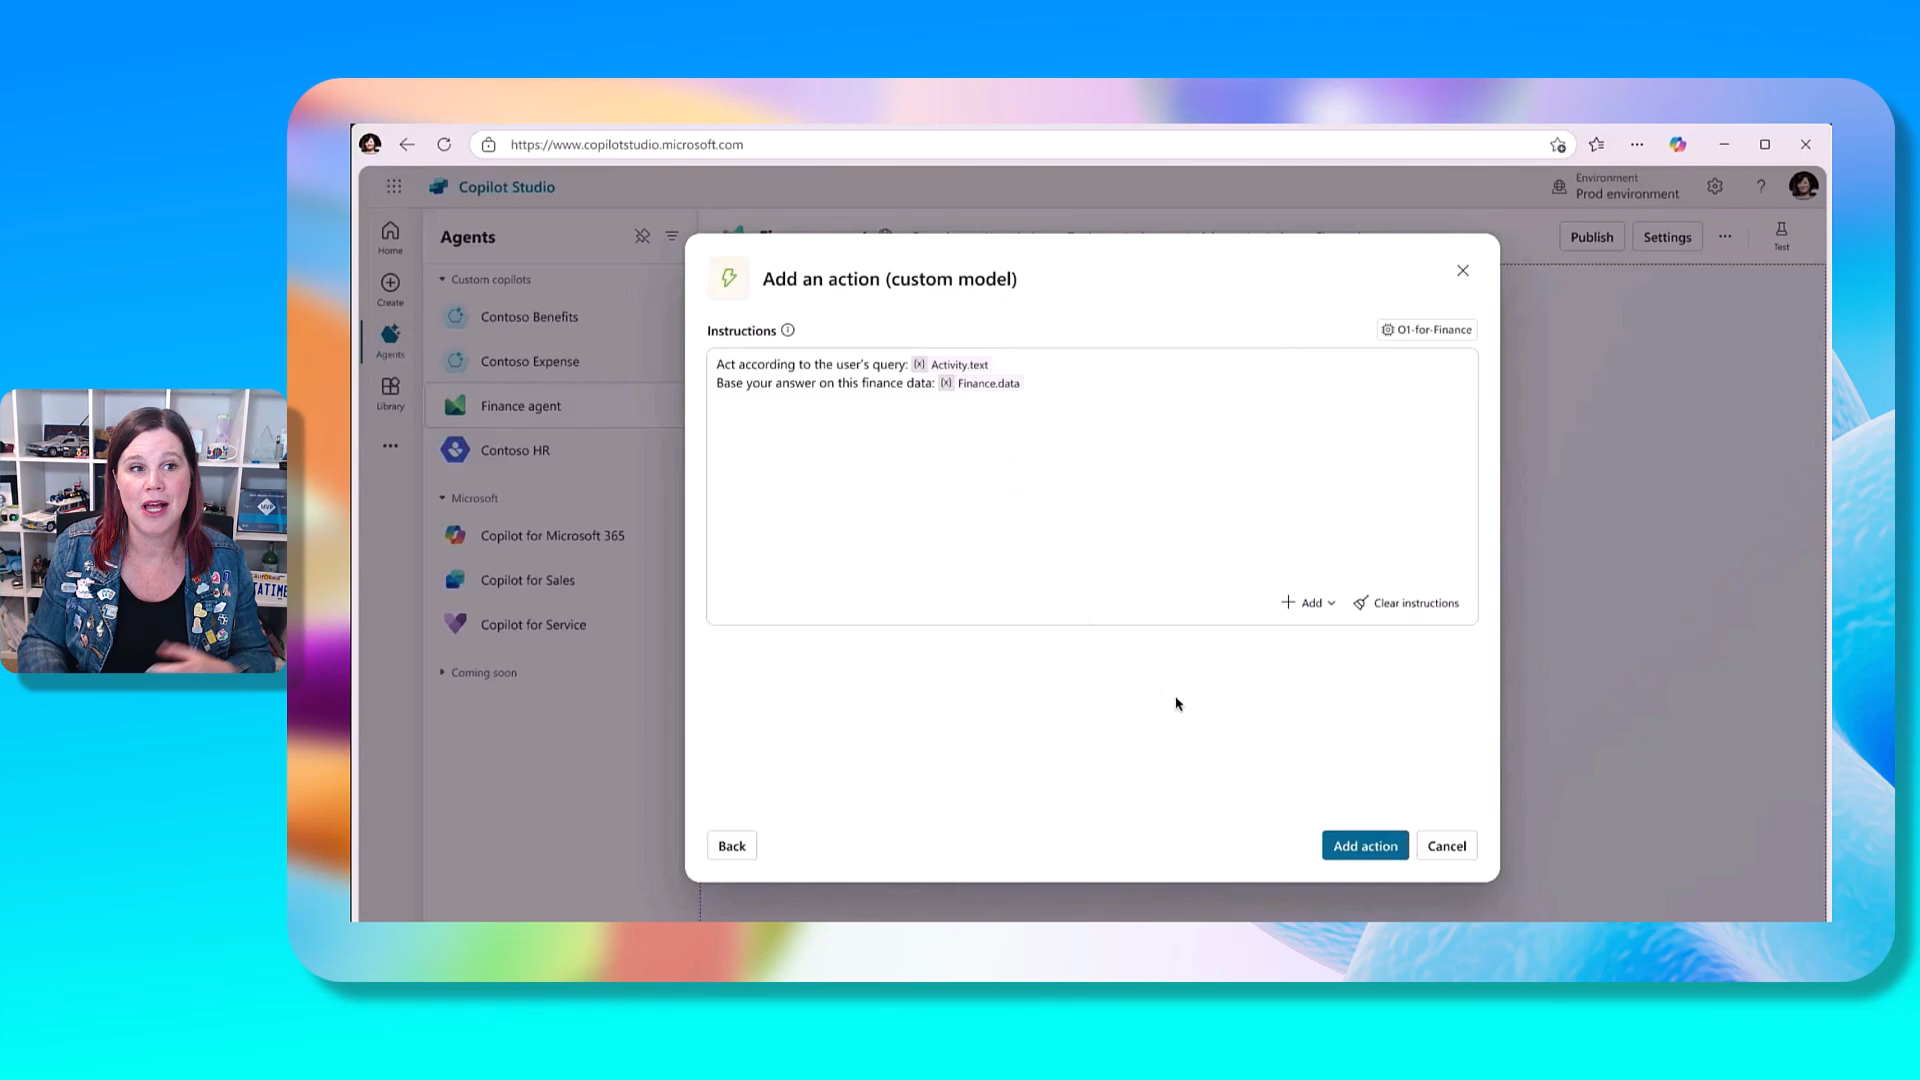 https://www.copilotstudio.microsoft.com
Copilot Studio
Environment
Prod environment
?
Home
Create
Agents
Library
Agents
Custom copilots
Contoso Benefits
Contoso Expense
Finance agent
Contoso HR
Microsoft
Copilot for Microsoft 365
Copilot for Sales
Copilot for Service
Coming soon
Publish
Settings
Test
Add an action (custom model)
Instructions
O1-for-Finance
Act according to the user's query: {x} Activity.text
Base your answer on this finance data: {x} Finance.data
Add
Clear instructions
Back
Add action
Cancel
MVP